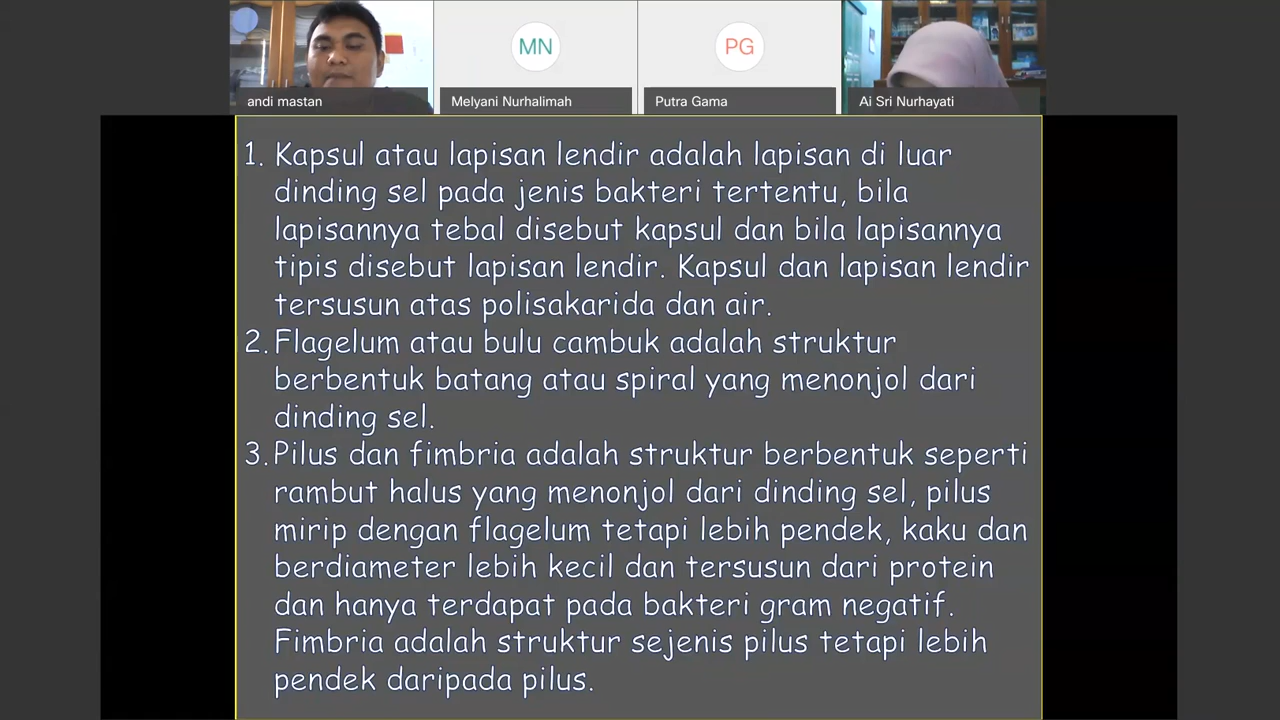 MN
PG
andi mastan
Melyani Nurhalimah
Putra Gama
Ai Sri Nurhayati
1. Kapsul atau lapisan lendir adalah lapisan di luar
dinding sel pada jenis bakteri tertentu, bila
lapisannya tebal disebut kapsul dan bila lapisannya
tipis disebut lapisan lendir. Kapsul dan lapisan lendir
tersusun atas polisakarida dan air.
2. Flagelum atau bulu cambuk adalah struktur
berbentuk batang atau spiral yang menonjol dari
dinding sel.
3. Pilus dan fimbria adalah struktur berbentuk seperti
rambut halus yang menonjol dari dinding sel, pilus
mirip dengan flagelum tetapi lebih pendek, kaku dan
berdiameter lebih kecil dan tersusun dari protein
dan hanya terdapat pada bakteri gram negatif.
Fimbria adalah struktur sejenis pilus tetapi lebih
pendek daripada pilus.